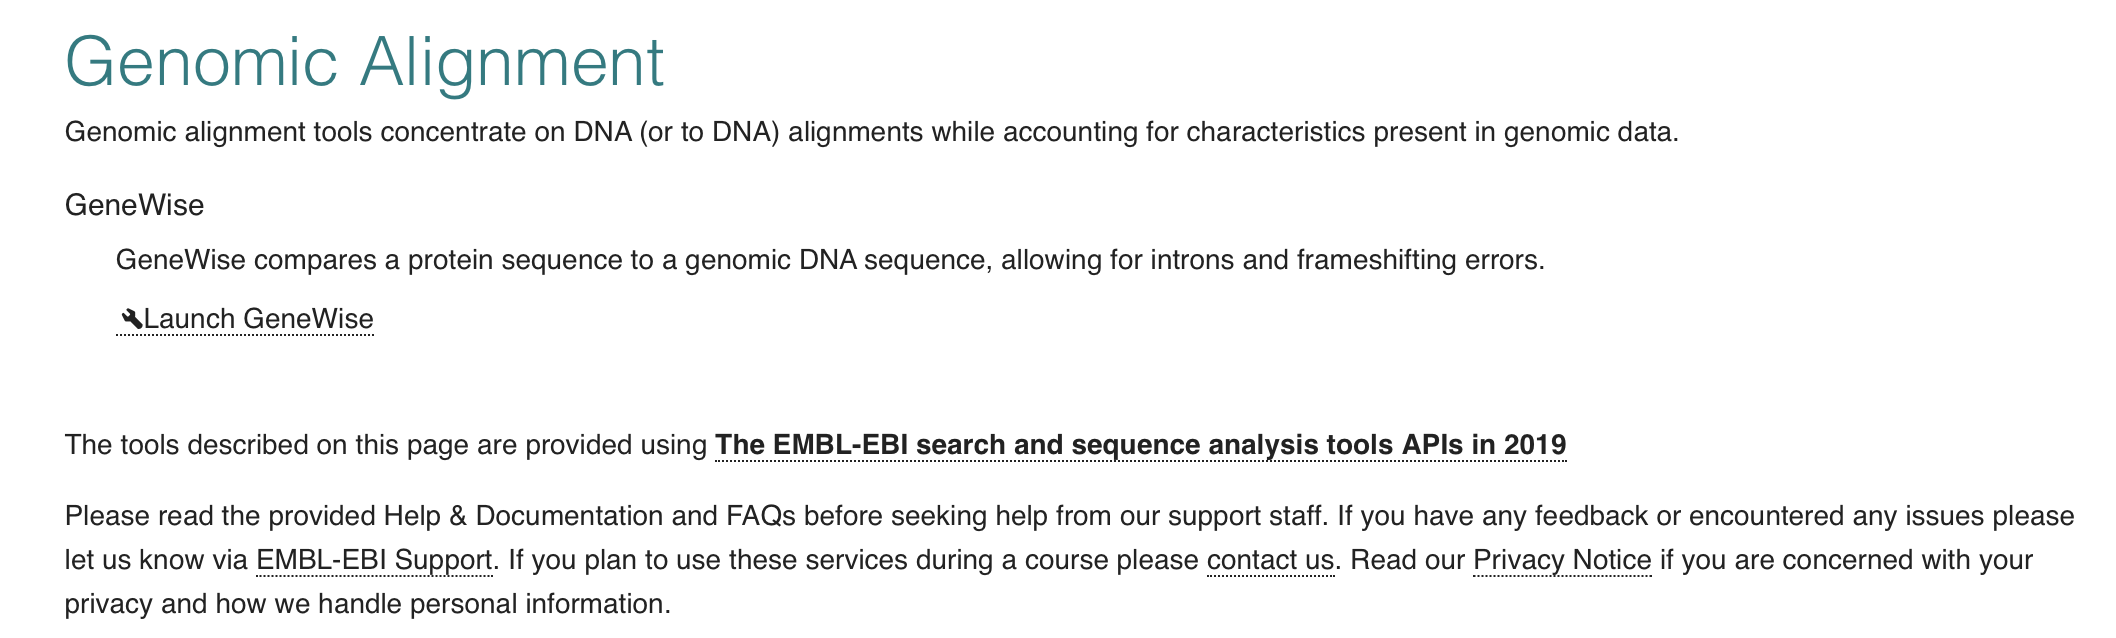 Genomic Alignment
Genomic alignment tools concentrate on DNA (or to DNA) alignments while accounting for characteristics present in genomic data.
GeneWise
GeneWise compares a protein sequence to a genomic DNA sequence, allowing for introns and frameshifting errors.
Launch GeneWise
The tools described on this page are provided using The EMBL-EBI search and sequence analysis tools APIs in 2019
Please read the provided Help & Documentation and FAQs before seeking help from our support staff. If you have any feedback or encountered any issues please
let us know via EMBL-EBI Support. If you plan to use these services during a course please contact us. Read our Privacy Notice if you are concerned with your
privacy and how we handle personal information.